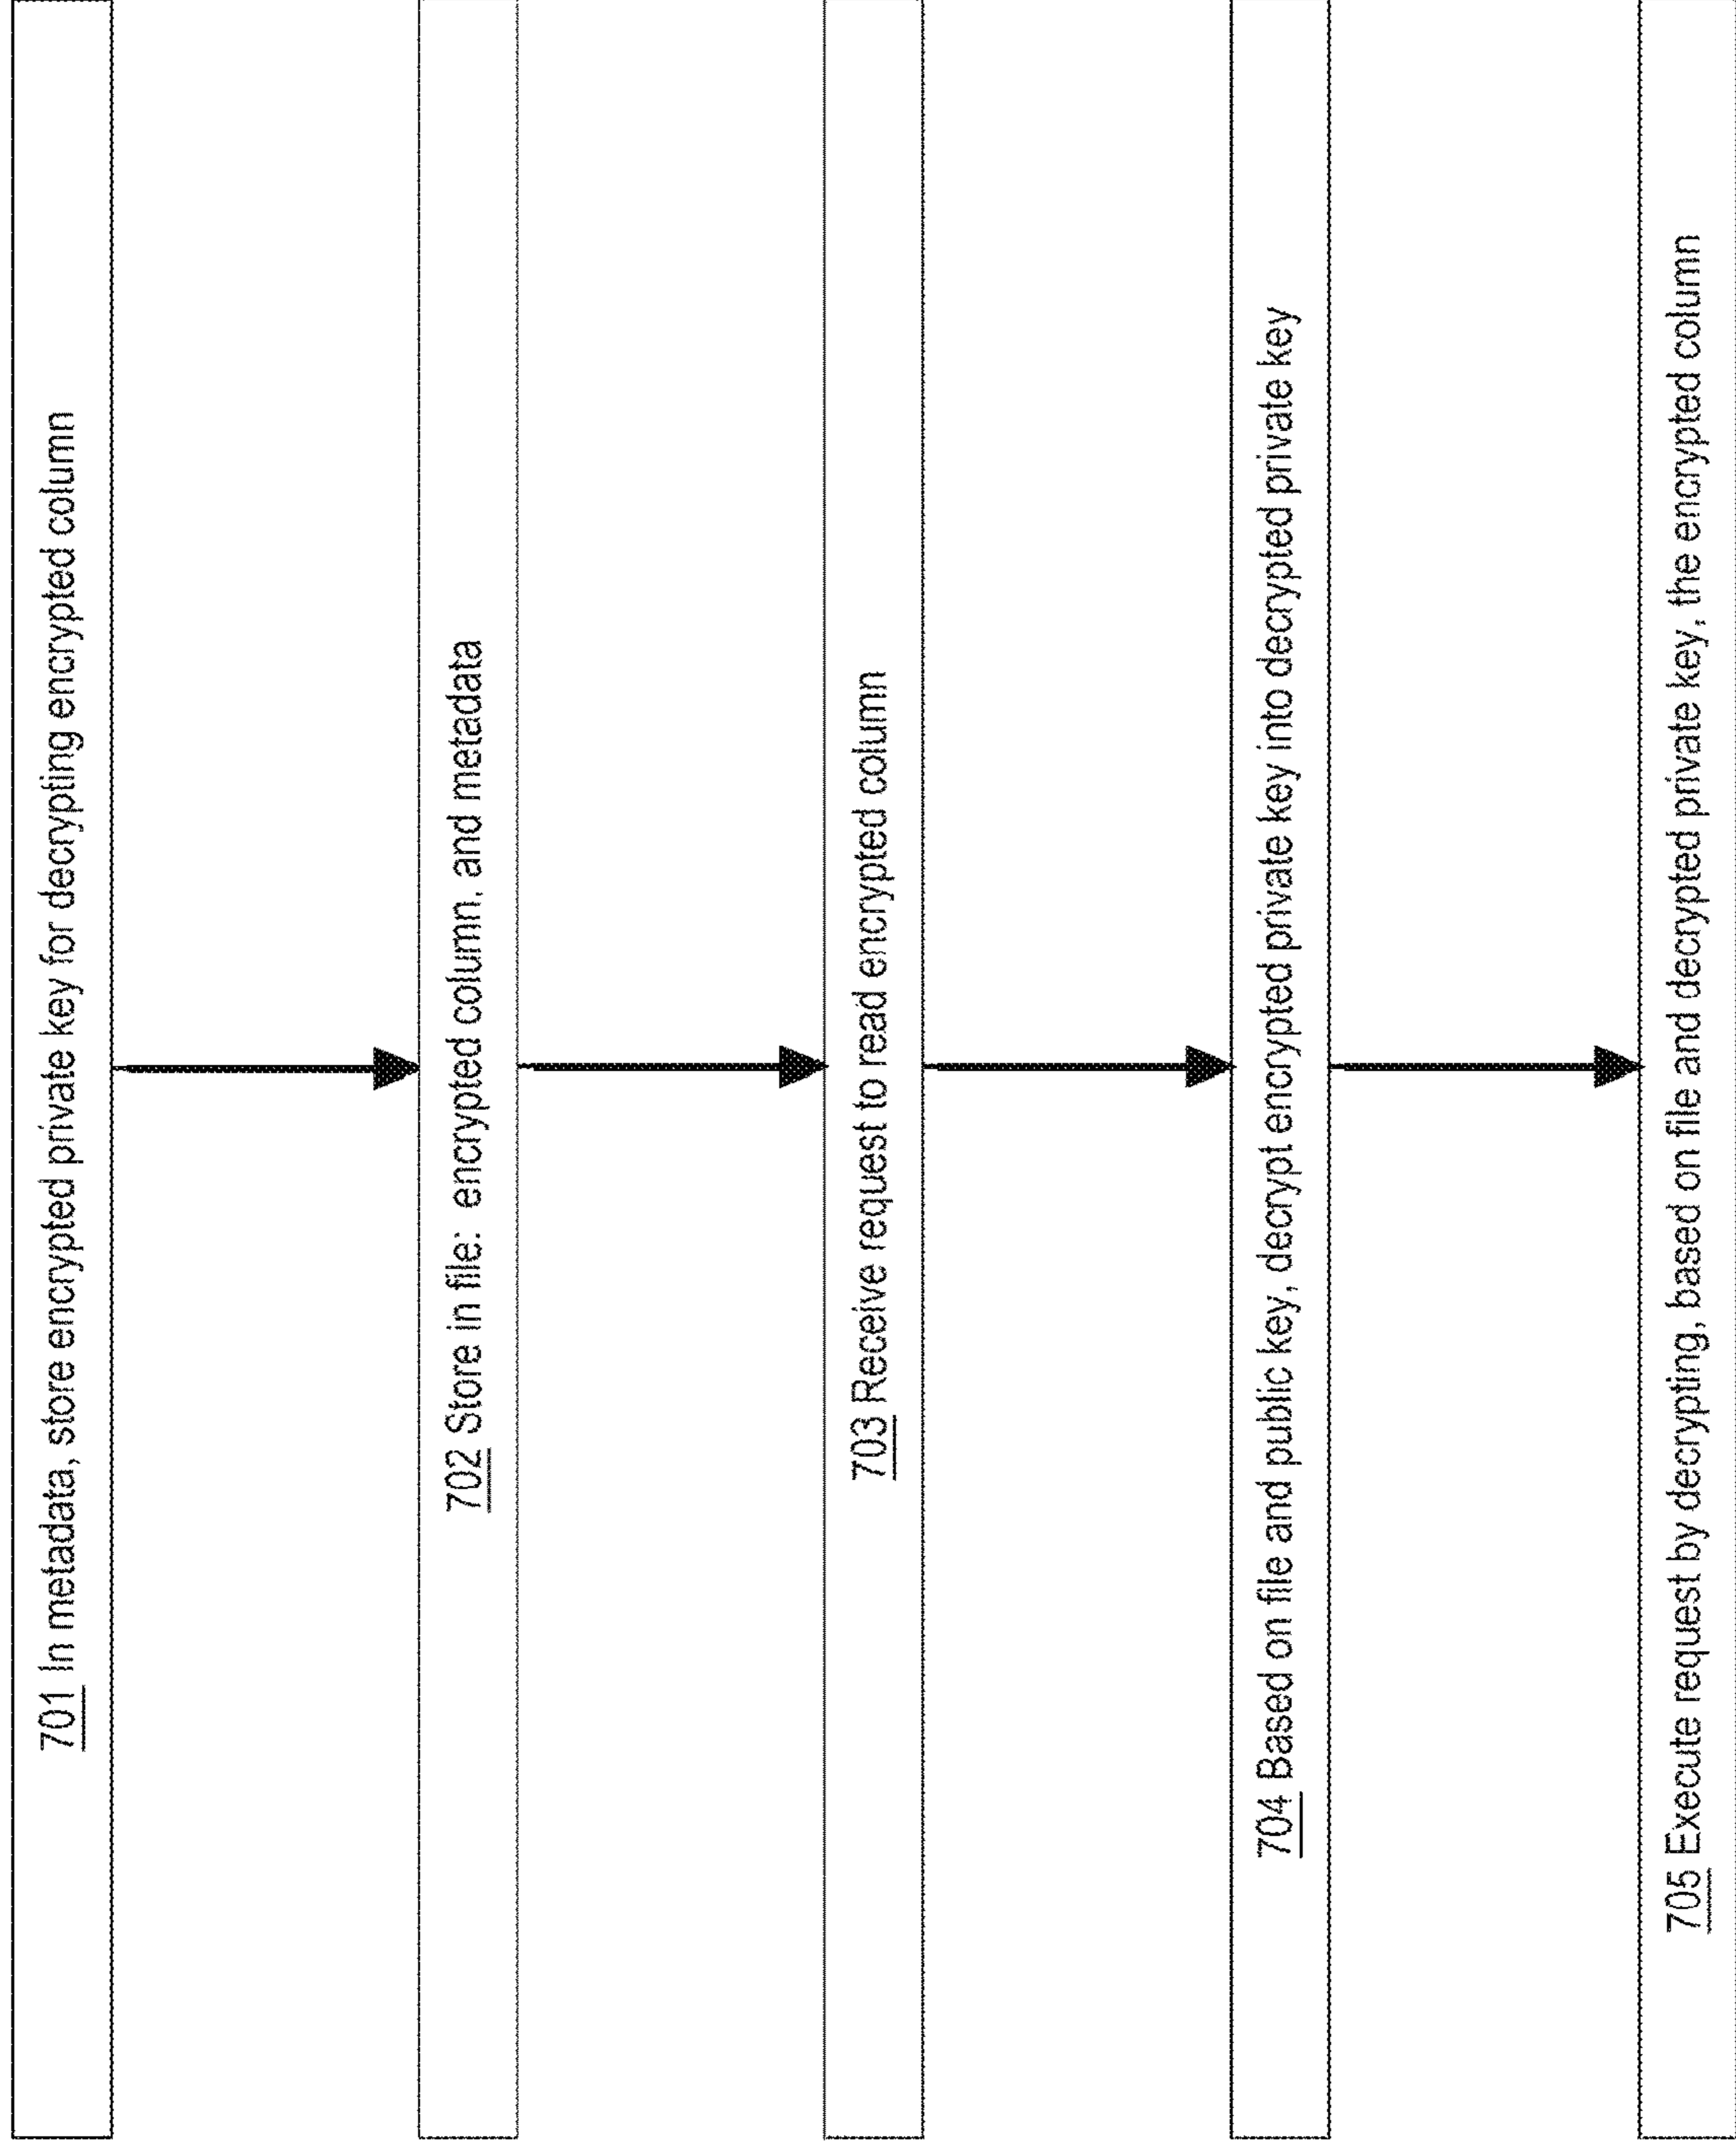 701 In metadata, store encrypted private key for decrypting encrypted column
702 Store in file: encrypted column, and metadata
703 Receive request to read encrypted column
704 Based on file and public key, decrypt encrypted private key into decrypted private key
705 Execute request by decrypting, based on file and decrypted private key, the encrypted column